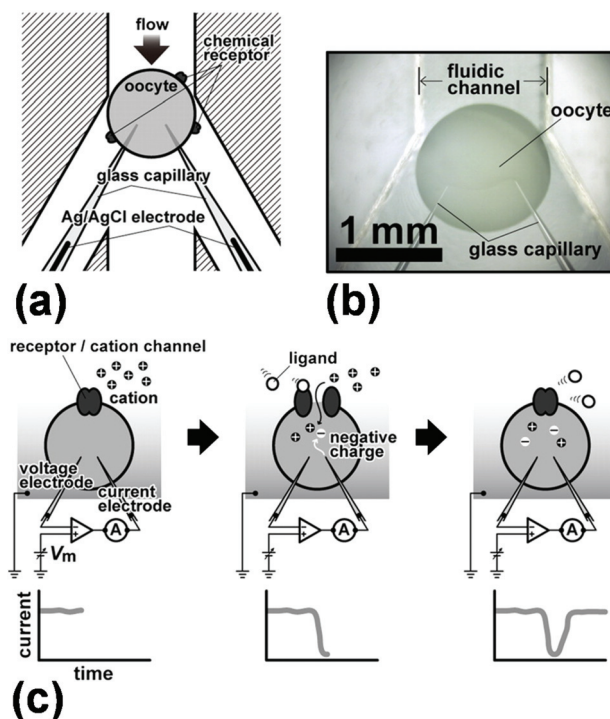 flow
chemical
receptor
oocyte
glass capillary
Ag/AgCl electrode
(a)
fluidic
channel
oocyte
1 mm
glass capillary
(b)
receptor / cation channel
cation
voltage
electrode
current
electrode
A
Vm
current
time
ligand
negative
charge
A
A
(c)